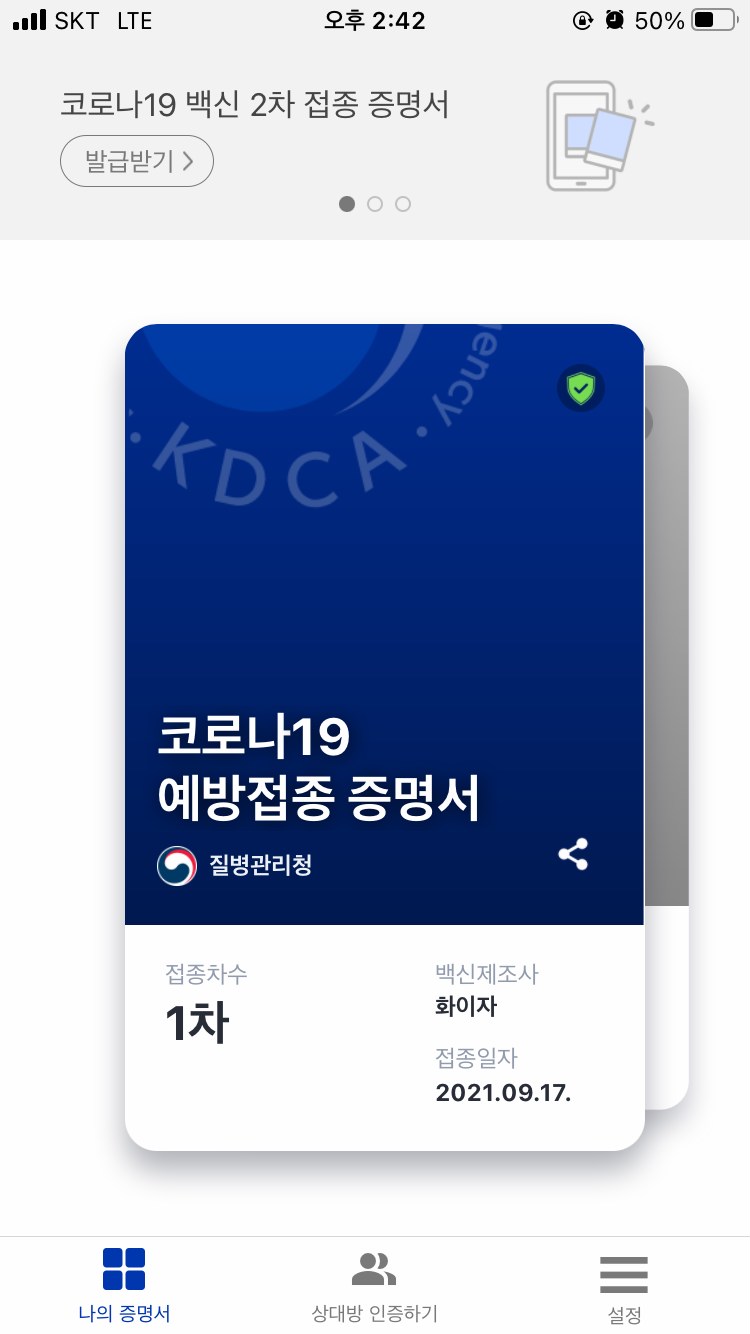 SKT LTE 오후 2:42 50%
코로나19 백신 2차 접종 증명서
발급받기
ency
KDCA
코로나19
예방접종 증명서
질병관리청
접종차수
1차
백신제조사
화이자
접종일자
2021.09.17.
나의 증명서
상대방 인증하기
설정